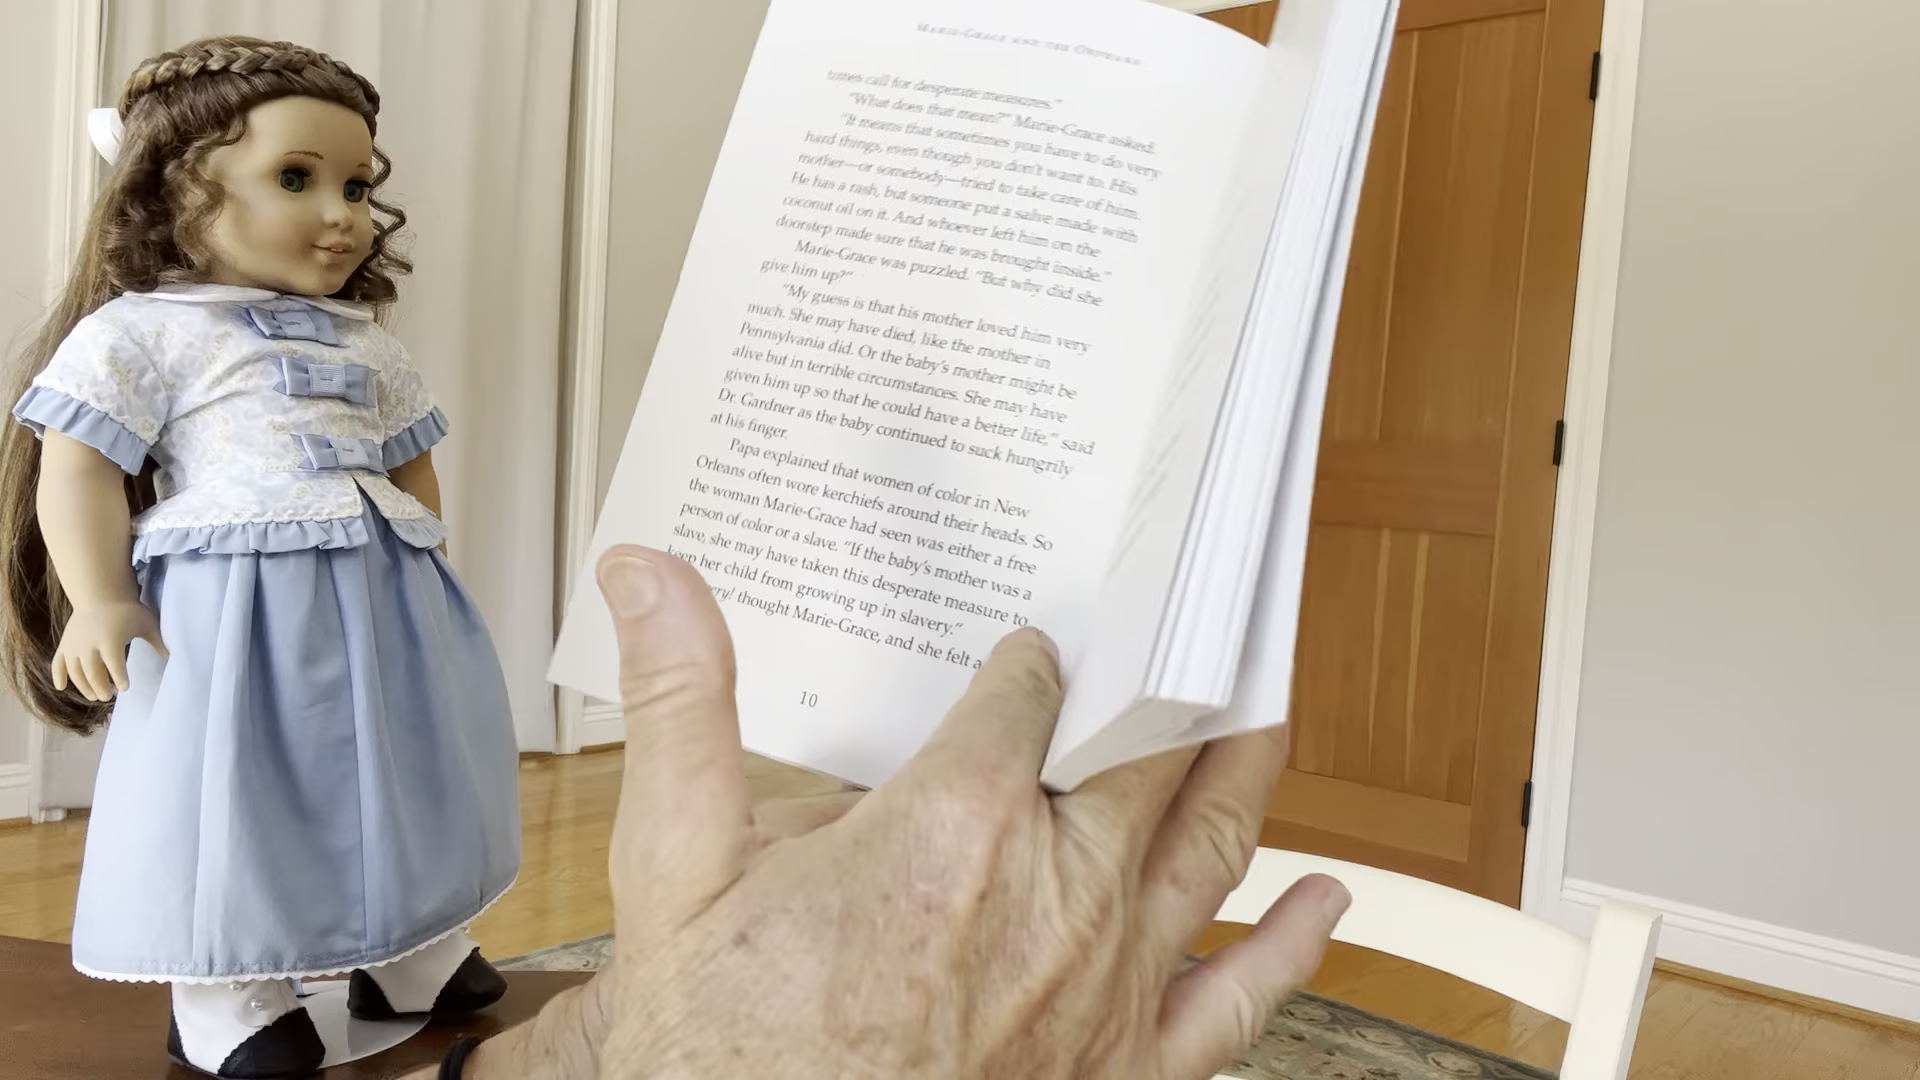 MARIE-GRACE AND THE ORPHANS
times call for desperate measures.”
“What does that mean?” Marie-Grace asked.
“It means that sometimes you have to do very
hard things, even though you don’t want to. His
mother—or somebody—tried to take care of him.
He has a rash, but someone put a salve made with
coconut oil on it. And whoever left him on the
doorstep made sure that he was brought inside.”
Marie-Grace was puzzled. “But why did she
give him up?”
“My guess is that his mother loved him very
much. She may have died, like the mother in
Pennsylvania did. Or the baby’s mother might be
alive but in terrible circumstances. She may have
given him up so that he could have a better life,” said
Dr. Gardner as the baby continued to suck hungrily
at his finger.
Papa explained that women of color in New
Orleans often wore kerchiefs around their heads. So
the woman Marie-Grace had seen was either a free
person of color or a slave. “If the baby’s mother was a
slave, she may have taken this desperate measure to
keep her child from growing up in slavery.”
thought Marie-Grace, and she felt a
10